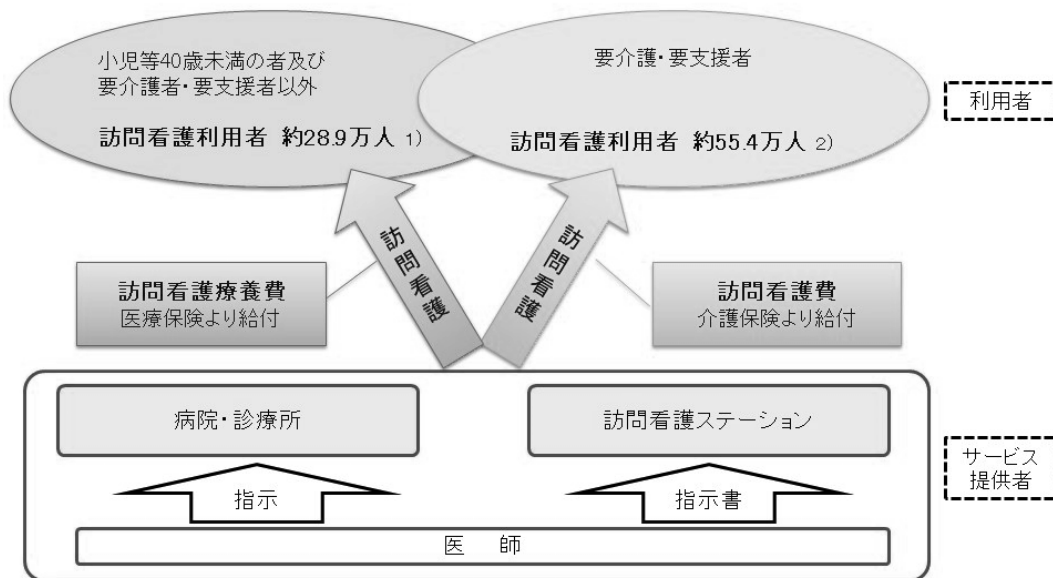 小児等40歳未満の者及び
要介護者・要支援者以外
訪問看護利用者 約28.9万人 1)
要介護・要支援者
訪問看護利用者 約55.4万人 2)
利用者
訪問看護
訪問看護
訪問看護療養費
医療保険より給付
訪問看護費
介護保険より給付
病院・診療所
訪問看護ステーション
サービス
提供者
指示
指示書
医 師